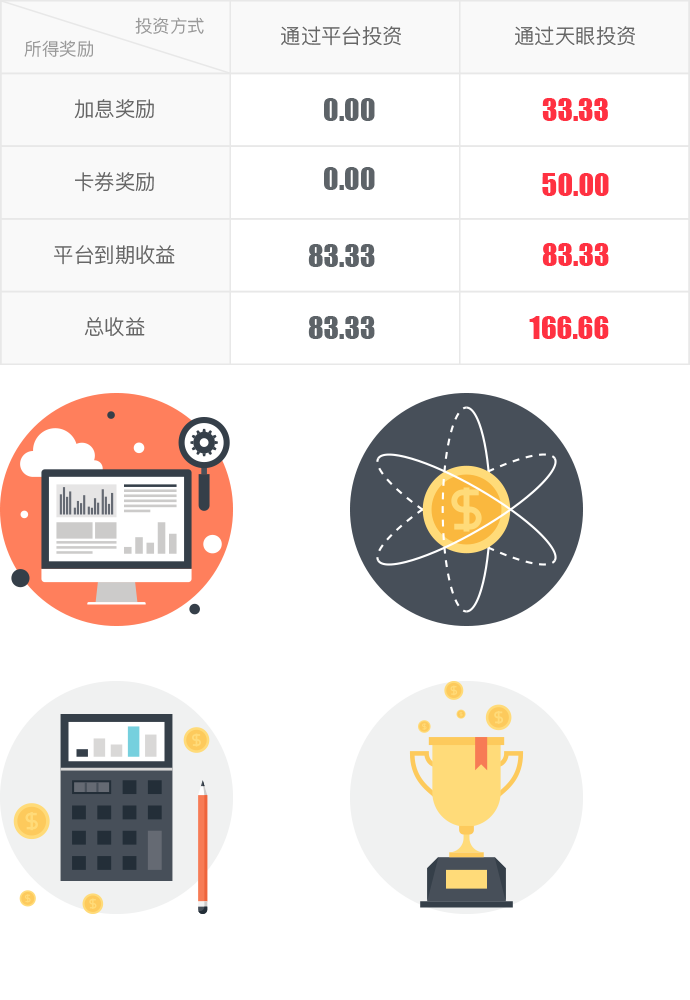 投资方式
所得奖励
通过平台投资
通过天眼投资
加息奖励
0.00
33.33
卡券奖励
0.00
50.00
平台到期收益
83.33
83.33
总收益
83.33
166.66
$